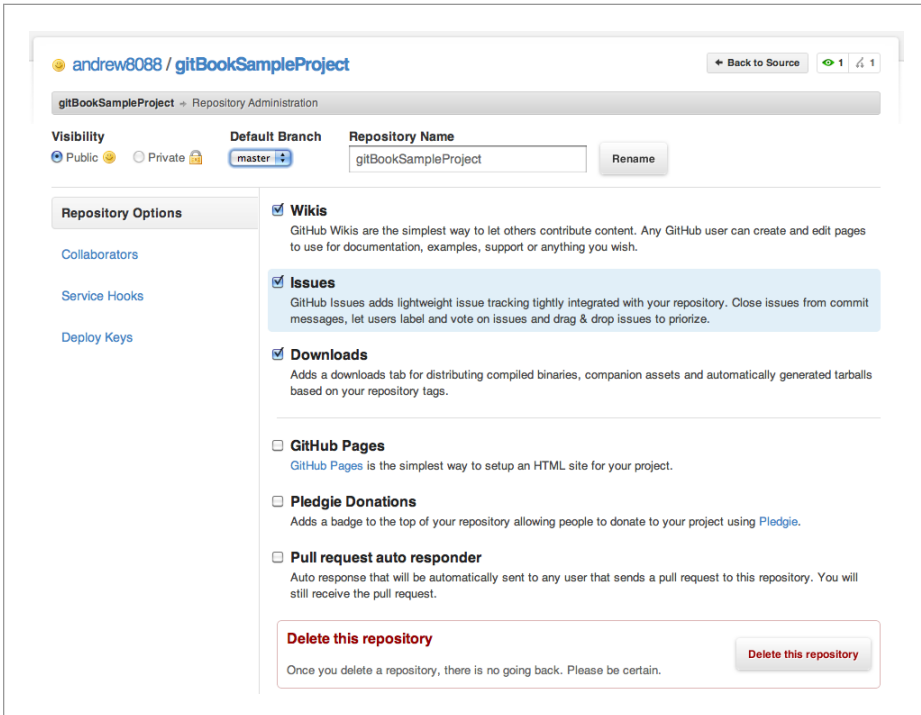 andrew8088 / gitBookSampleProject
Back to Source
1
1
gitBookSampleProject → Repository Administration
Visibility
Default Branch
Repository Name
Public
Private
master
gitBookSampleProject
Rename
Repository Options
Collaborators
Service Hooks
Deploy Keys
Wikis
GitHub Wikis are the simplest way to let others contribute content. Any GitHub user can create and edit pages
to use for documentation, examples, support or anything you wish.
Issues
GitHub Issues adds lightweight issue tracking tightly integrated with your repository. Close issues from commit
messages, let users label and vote on issues and drag & drop issues to priorize.
Downloads
Adds a downloads tab for distributing compiled binaries, companion assets and automatically generated tarballs
based on your repository tags.
GitHub Pages
GitHub Pages is the simplest way to setup an HTML site for your project.
Pledgie Donations
Adds a badge to the top of your repository allowing people to donate to your project using Pledgie.
Pull request auto responder
Auto response that will be automatically sent to any user that sends a pull request to this repository. You will
still receive the pull request.
Delete this repository
Once you delete a repository, there is no going back. Please be certain.
Delete this repository